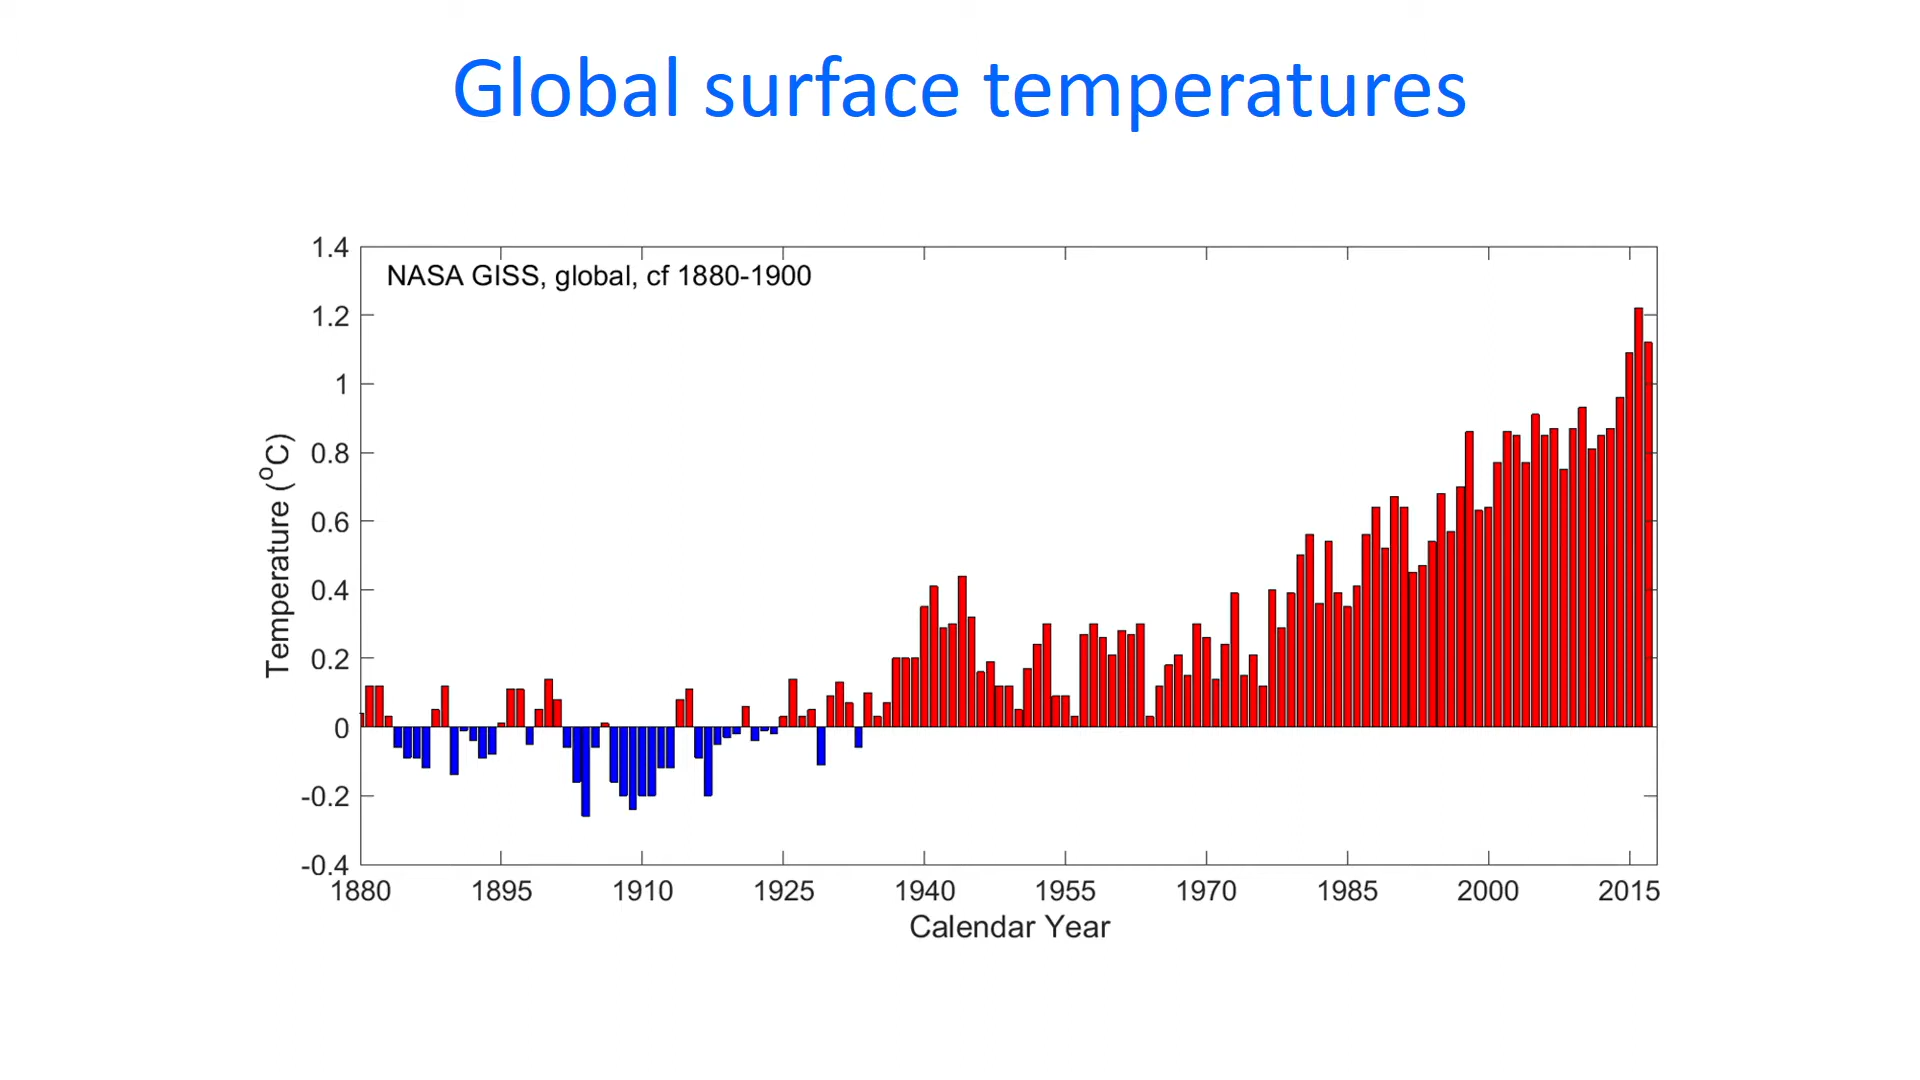 Global surface temperatures
NASA GISS, global, cf 1880-1900
1.4
1.2
1
0.8
0.6
0.4
0.2
0
-0.2
-0.4
Temperature (°C)
1880 1895 1910 1925 1940 1955 1970 1985 2000 2015
Calendar Year